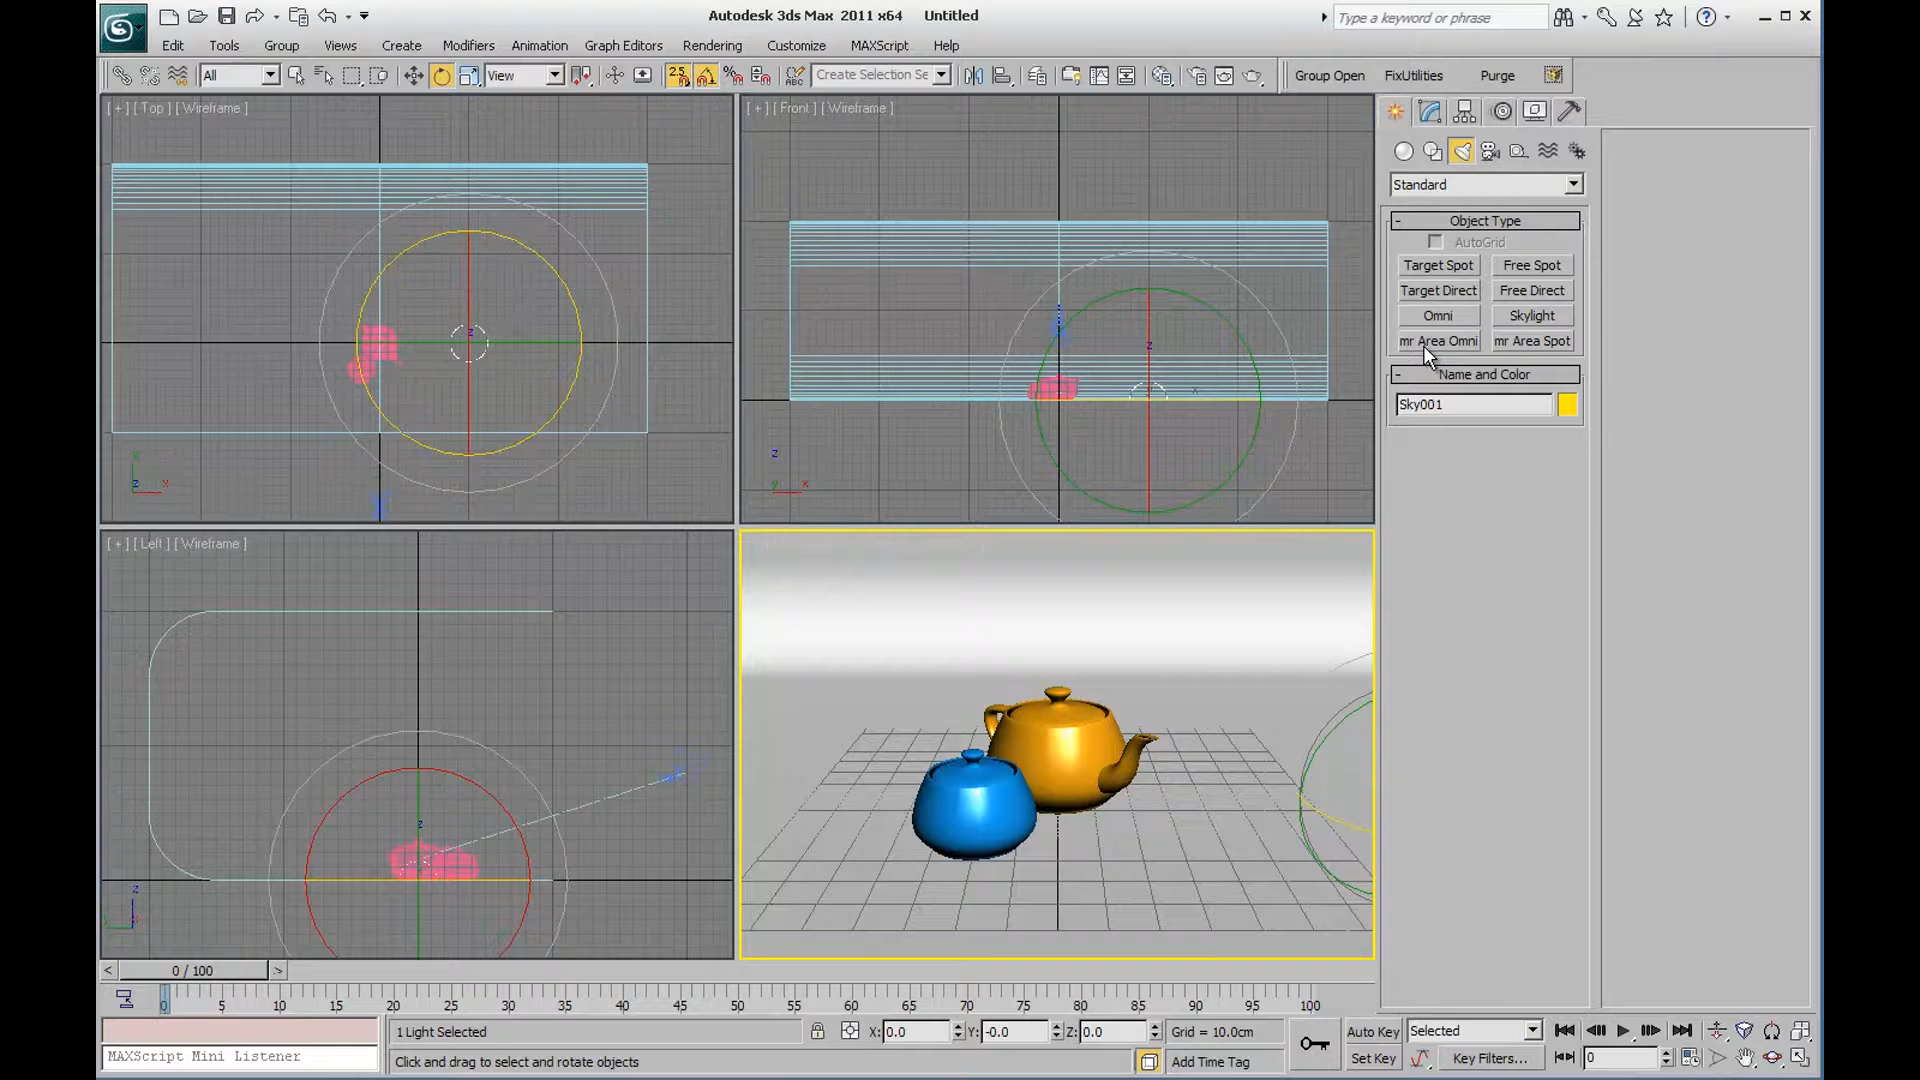 Autodesk 3ds Max 2011 x64 Untitled
Type a keyword or phrase
Edit Tools Group Views Create Modifiers Animation Graph Editors Rendering Customize MAXScript Help
All View 2.5 Create Selection Se Group Open FixUtilities Purge
[ + ] [ Top ] [ Wireframe ]
[ + ] [ Front ] [ Wireframe ]
Standard
- Object Type
AutoGrid
Target Spot Free Spot
Target Direct Free Direct
Omni Skylight
mr Area Omni mr Area Spot
- Name and Color
Sky001
[ + ] [ Left ] [ Wireframe ]
< 0 / 100 >
0 5 10 15 20 25 30 35 40 45 50 55 60 65 70 75 80 85 90 95 100
1 Light Selected X: 0.0 Y: -0.0 Z: 0.0 Grid = 10.0cm Auto Key Selected
MAXScript Mini Listener Click and drag to select and rotate objects Add Time Tag Set Key Key Filters... 0